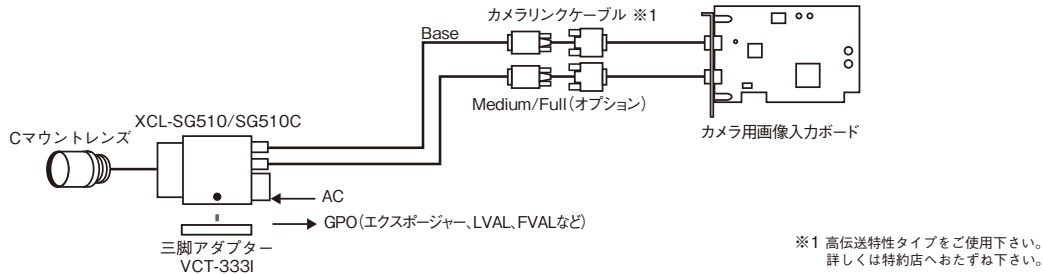 カメラリンクケーブル ※1
Base
Medium/Full(オプション)
カメラ用画像入力ボード
XCL-SG510/SG510C
Cマウントレンズ
AC
GPO(エクスポージャー、LVAL、FVALなど)
三脚アダプター
VCT-333I
※1 高伝送特性タイプをご使用下さい。
詳しくは特約店へおたずね下さい。